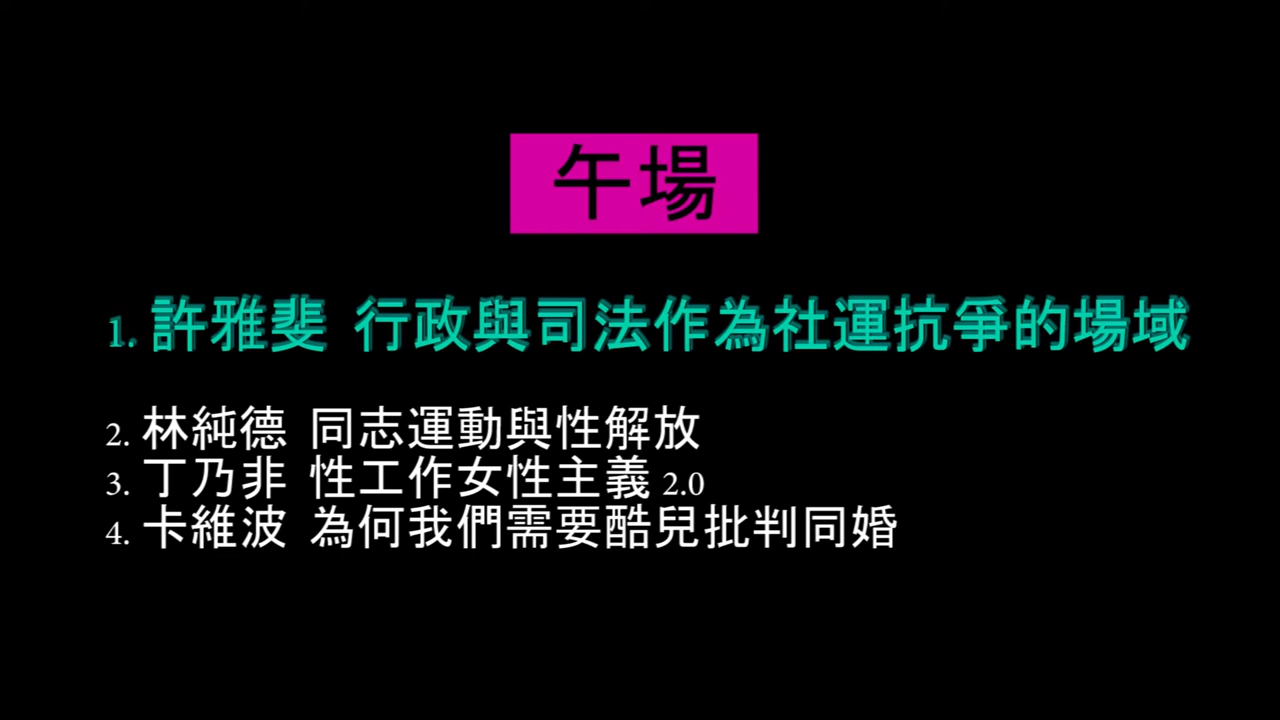 午場
1. 許雅斐 行政與司法作為社運抗爭的場域
2. 林純德 同志運動與性解放
3. 丁乃非 性工作女性主義 2.0
4. 卡維波 為何我們需要酷兒批判同婚